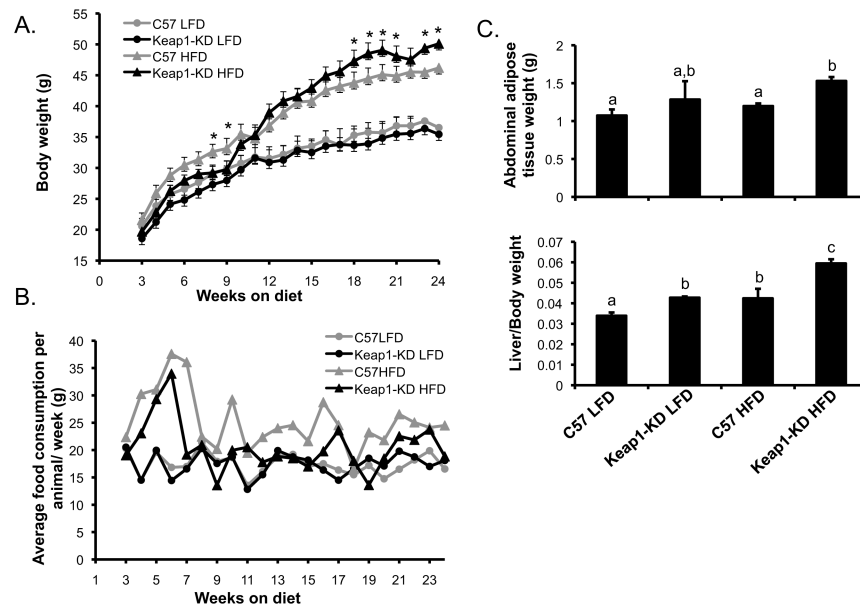 A.
C57 LFD
Keap1-KD LFD
C57 HFD
Keap1-KD HFD
Body weight (g)
55
50
45
40
35
30
25
20
15
* * * *
* *
* *
0 3 6 9 12 15 18 21 24
Weeks on diet
B.
C57LFD
Keap1-KD LFD
C57HFD
Keap1-KD HFD
Average food consumption per
animal/ week (g)
40
35
30
25
20
15
10
5
0
1 3 5 7 9 11 13 15 17 19 21 23
Weeks on diet
C.
Abdominal adipose
tissue weight (g)
2
1.5
1
0.5
0
a a,b a b
Liver/Body weight
0.07
0.06
0.05
0.04
0.03
0.02
0.01
0
a b b c
C57 LFD
Keap1-KD LFD
C57 HFD
Keap1-KD HFD